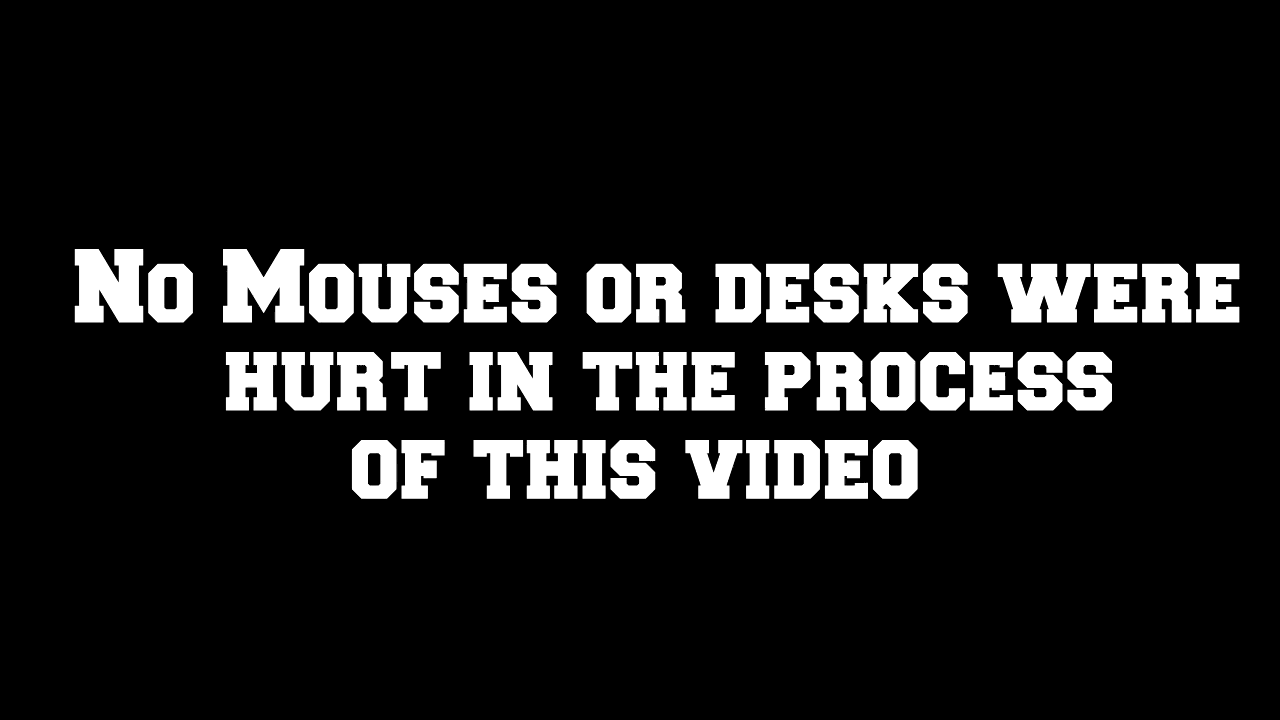 No Mouses or desks were
hurt in the process
of this video